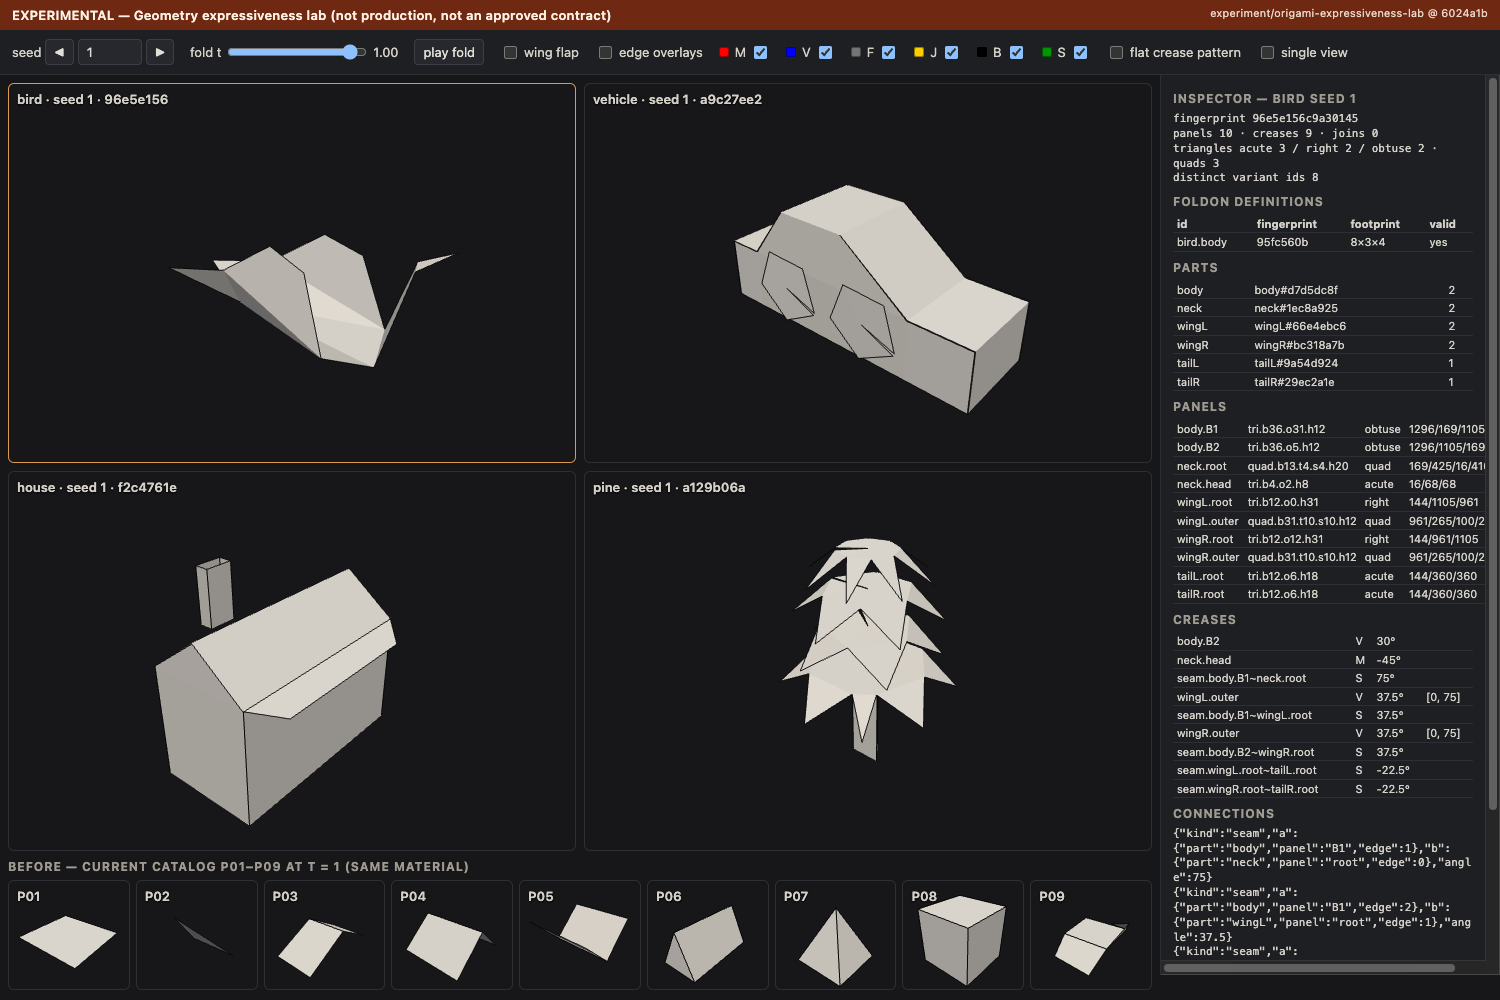 EXPERIMENTAL — Geometry expressiveness lab (not production, not an approved contract)
experiment/origami-expressiveness-lab @ 6024a1b
seed ◀ 1 ▶ fold t 1.00 play fold wing flap edge overlays M V F J B S flat crease pattern single view
bird · seed 1 · 96e5e156
vehicle · seed 1 · a9c27ee2
house · seed 1 · f2c4761e
pine · seed 1 · a129b06a
BEFORE — CURRENT CATALOG P01–P09 AT T = 1 (SAME MATERIAL)
P01
P02
P03
P04
P05
P06
P07
P08
P09
INSPECTOR — BIRD SEED 1
fingerprint 96e5e156c9a30145
panels 10 · creases 9 · joins 0
triangles acute 3 / right 2 / obtuse 2 ·
quads 3
distinct variant ids 8
FOLDON DEFINITIONS
id fingerprint footprint valid
bird.body 95fc560b 8×3×4 yes
PARTS
body body#d7d5dc8f 2
neck neck#1ec8a925 2
wingL wingL#66e4ebc6 2
wingR wingR#bc318a7b 2
tailL tailL#9a54d924 1
tailR tailR#29ec2a1e 1
PANELS
body.B1 tri.b36.o31.h12 obtuse 1296/169/1105
body.B2 tri.b36.o5.h12 obtuse 1296/1105/169
neck.root quad.b13.t4.s4.h20 quad 169/425/16/41
neck.head tri.b4.o2.h8 acute 16/68/68
wingL.root tri.b12.o0.h31 right 144/1105/961
wingL.outer quad.b31.t10.s10.h12 quad 961/265/100/2
wingR.root tri.b12.o12.h31 right 144/961/1105
wingR.outer quad.b31.t10.s10.h12 quad 961/265/100/2
tailL.root tri.b12.o6.h18 acute 144/360/360
tailR.root tri.b12.o6.h18 acute 144/360/360
CREASES
body.B2 V 30°
neck.head M -45°
seam.body.B1~neck.root S 75°
wingL.outer V 37.5° [0, 75]
seam.body.B1~wingL.root S 37.5°
wingR.outer V 37.5° [0, 75]
seam.body.B2~wingR.root S 37.5°
seam.wingL.root~tailL.root S -22.5°
seam.wingR.root~tailR.root S -22.5°
CONNECTIONS
{"kind":"seam","a":
{"part":"body","panel":"B1","edge":1},"b":
{"part":"neck","panel":"root","edge":0},"angl
e":75}
{"kind":"seam","a":
{"part":"body","panel":"B1","edge":2},"b":
{"part":"wingL","panel":"root","edge":1},"ang
le":37.5}
{"kind":"seam","a":